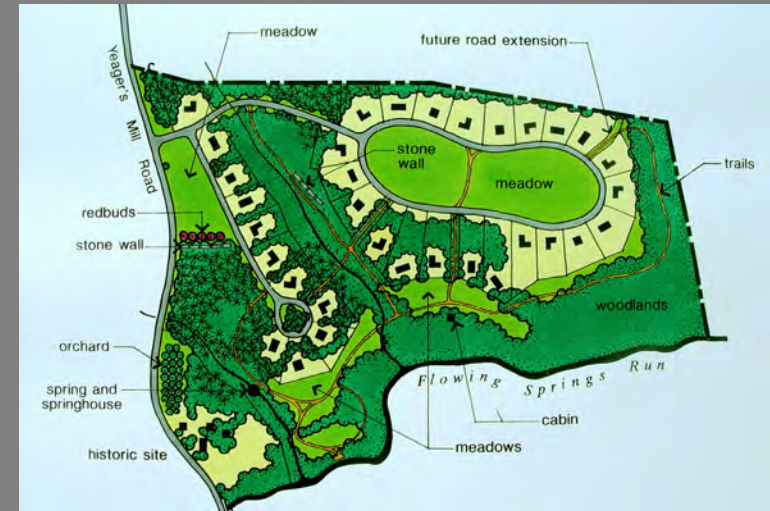 meadow
future road extension
Yeager's
Mill
Road
stone
wall
meadow
trails
redbuds
stone wall
woodlands
orchard
spring and
springhouse
Flowing Springs Run
cabin
historic site
meadows